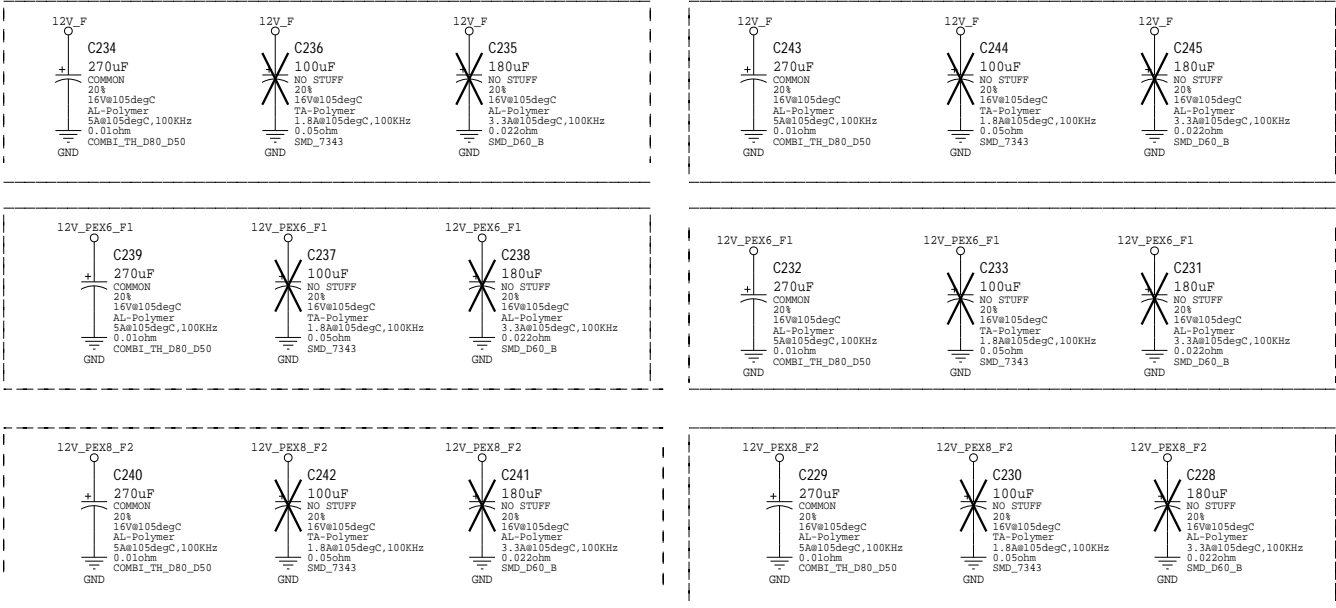 12V_F
C234
270uF
COMMON
20%
16V@105degC
AL-Polymer
5A@105degC,100KHz
0.01ohm
COMBI_TH_D80_D50
GND
12V_F
C236
100uF
NO STUFF
20%
16V@105degC
TA-Polymer
1.8A@105degC,100KHz
0.05ohm
SMD_7343
GND
12V_F
C235
180uF
NO STUFF
20%
16V@105degC
AL-Polymer
3.3A@105degC,100KHz
0.022ohm
SMD_D60_B
GND
12V_F
C243
270uF
COMMON
20%
16V@105degC
AL-Polymer
5A@105degC,100KHz
0.01ohm
COMBI_TH_D80_D50
GND
12V_F
C244
100uF
NO STUFF
20%
16V@105degC
TA-Polymer
1.8A@105degC,100KHz
0.05ohm
SMD_7343
GND
12V_F
C245
180uF
NO STUFF
20%
16V@105degC
AL-Polymer
3.3A@105degC,100KHz
0.022ohm
SMD_D60_B
GND
12V_PEX6_F1
C239
270uF
COMMON
20%
16V@105degC
AL-Polymer
5A@105degC,100KHz
0.01ohm
COMBI_TH_D80_D50
GND
12V_PEX6_F1
C237
100uF
NO STUFF
20%
16V@105degC
TA-Polymer
1.8A@105degC,100KHz
0.05ohm
SMD_7343
GND
12V_PEX6_F1
C238
180uF
NO STUFF
20%
16V@105degC
AL-Polymer
3.3A@105degC,100KHz
0.022ohm
SMD_D60_B
GND
12V_PEX6_F1
C232
270uF
COMMON
20%
16V@105degC
AL-Polymer
5A@105degC,100KHz
0.01ohm
COMBI_TH_D80_D50
GND
12V_PEX6_F1
C233
100uF
NO STUFF
20%
16V@105degC
TA-Polymer
1.8A@105degC,100KHz
0.05ohm
SMD_7343
GND
12V_PEX6_F1
C231
180uF
NO STUFF
20%
16V@105degC
AL-Polymer
3.3A@105degC,100KHz
0.022ohm
SMD_D60_B
GND
12V_PEX8_F2
C240
270uF
COMMON
20%
16V@105degC
AL-Polymer
5A@105degC,100KHz
0.01ohm
COMBI_TH_D80_D50
GND
12V_PEX8_F2
C242
100uF
NO STUFF
20%
16V@105degC
TA-Polymer
1.8A@105degC,100KHz
0.05ohm
SMD_7343
GND
12V_PEX8_F2
C241
180uF
NO STUFF
20%
16V@105degC
AL-Polymer
3.3A@105degC,100KHz
0.022ohm
SMD_D60_B
GND
12V_PEX8_F2
C229
270uF
COMMON
20%
16V@105degC
AL-Polymer
5A@105degC,100KHz
0.01ohm
COMBI_TH_D80_D50
GND
12V_PEX8_F2
C230
100uF
NO STUFF
20%
16V@105degC
TA-Polymer
1.8A@105degC,100KHz
0.05ohm
SMD_7343
GND
12V_PEX8_F2
C228
180uF
NO STUFF
20%
16V@105degC
AL-Polymer
3.3A@105degC,100KHz
0.022ohm
SMD_D60_B
GND